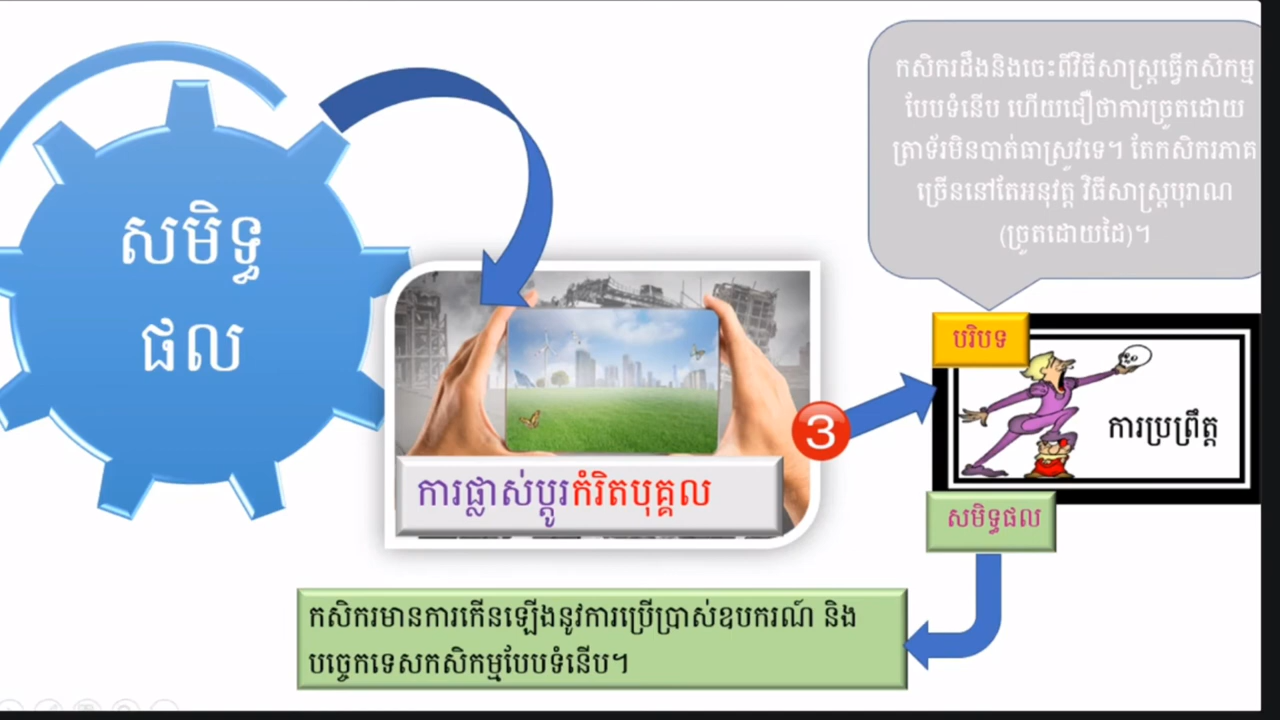 សមិទ្ធ
ផល
ការផ្លាស់ប្តូរកំរិតបុគ្គល
3
កសិករដឹងនិងចេះពីវិធីសាស្ត្រធ្វើកសិកម្ម
បែបទំនើប ហើយជឿថាការច្រូតដោយ
ត្រាទ័រមិនបាត់ធាស្រូវទេ។ តែកសិករភាគ
ច្រើននៅតែអនុវត្ត វិធីសាស្ត្របុរាណ
(ច្រូតដោយដៃ)។
បរិបទ
ការប្រព្រឹត្ត
សមិទ្ធផល
កសិករមានការកើនឡើងនូវការប្រើប្រាស់ឧបករណ៍ និង
បច្ចេកទេសកសិកម្មបែបទំនើប។